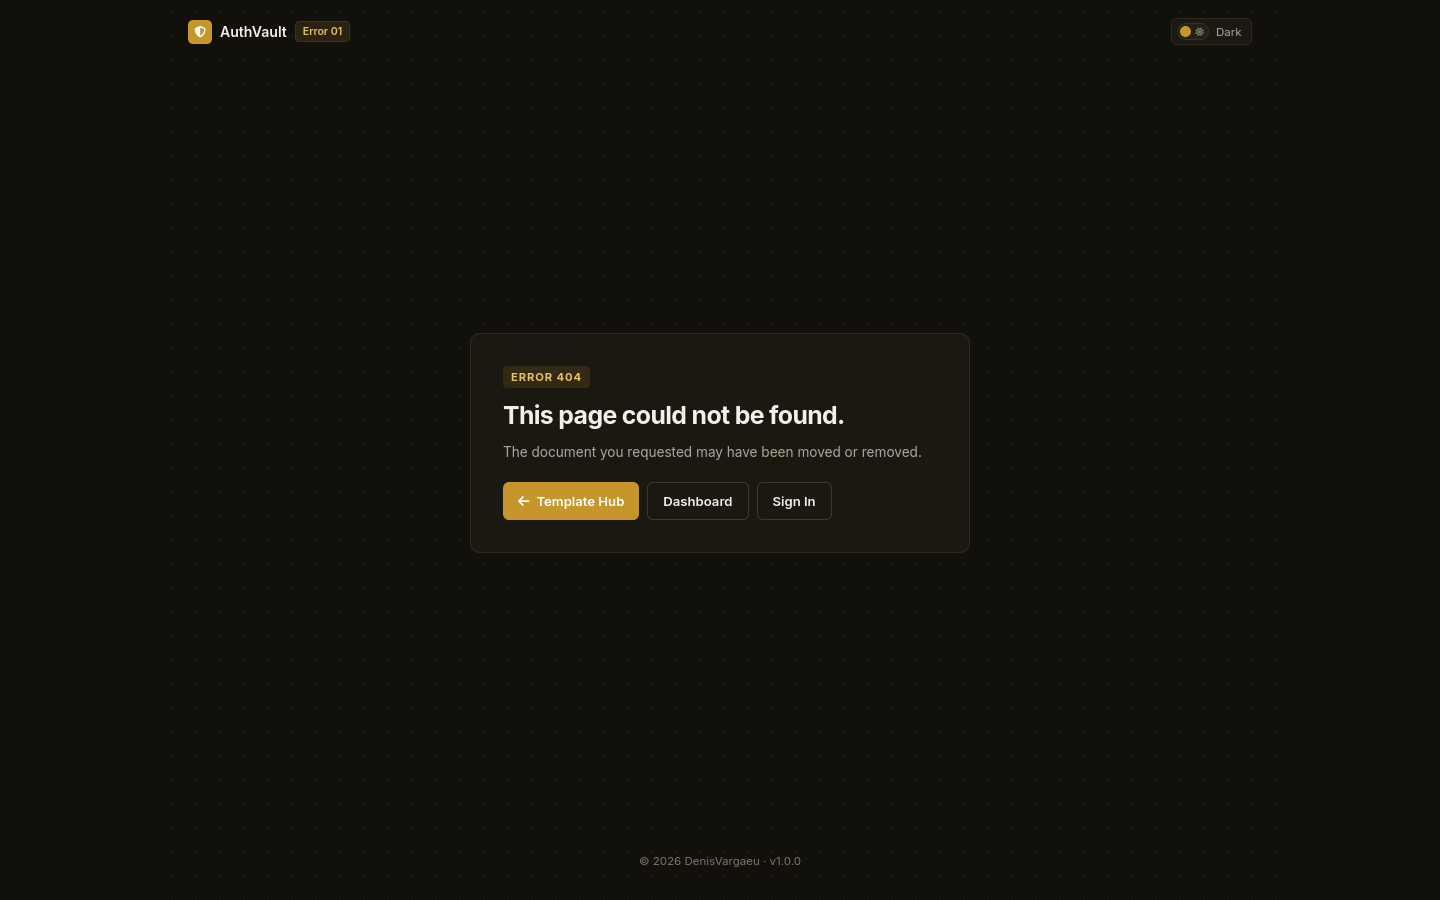 AuthVault Error 01
Dark
ERROR 404
This page could not be found.
The document you requested may have been moved or removed.
Template Hub Dashboard Sign In
© 2026 DenisVargaeu · v1.0.0